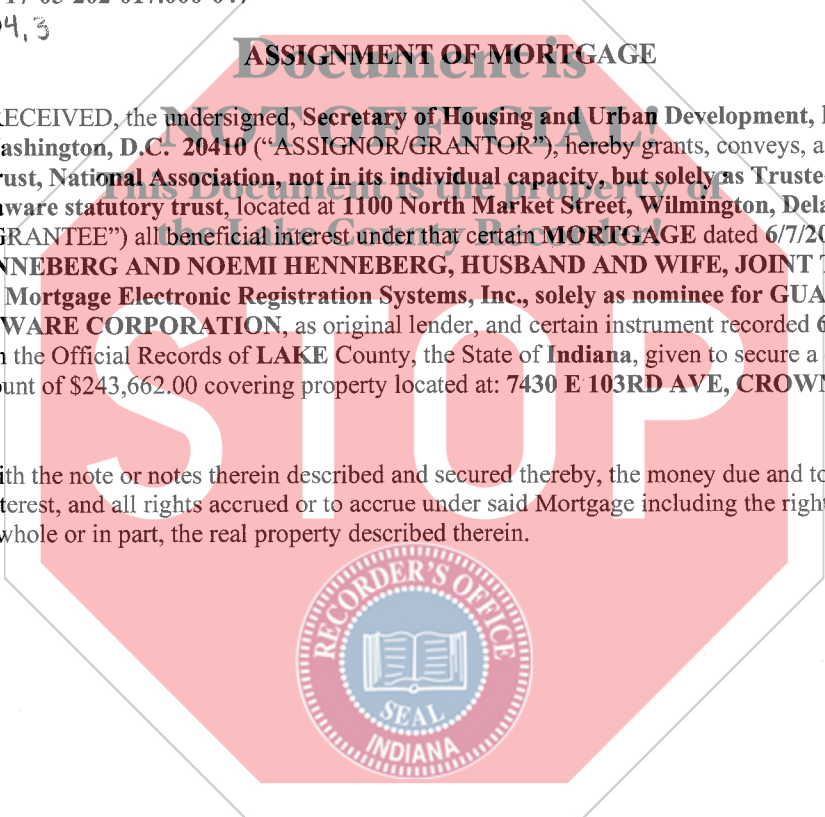 04.3
ASSIGNMENT OF MORTGAGE
Document is
RECEIVED, the undersigned, Secretary of Housing and Urban Development,
NOT OFFICIAL!
ashington, D.C. 20410 (“ASSIGNOR/GRANTOR”), hereby grants, conveys, a
rust, National Association, not in its individual capacity, but solely as Truste
This Document is the property of
ware statutory trust, located at 1100 North Market Street, Wilmington, Dela
the Lake County Recorder!
GRANTEE”) all beneficial interest under that certain MORTGAGE dated 6/7/20
NNEBERG AND NOEMI HENNEBERG, HUSBAND AND WIFE, JOINT T
Mortgage Electronic Registration Systems, Inc., solely as nominee for GUA
WARE CORPORATION, as original lender, and certain instrument recorded 6
n the Official Records of LAKE County, the State of Indiana, given to secure a
ount of $243,662.00 covering property located at: 7430 E 103RD AVE, CROWN
STOP
ith the note or notes therein described and secured thereby, the money due and to
terest, and all rights accrued or to accrue under said Mortgage including the right
whole or in part, the real property described therein.
RECORDER'S OFFICE
SEAL
INDIANA